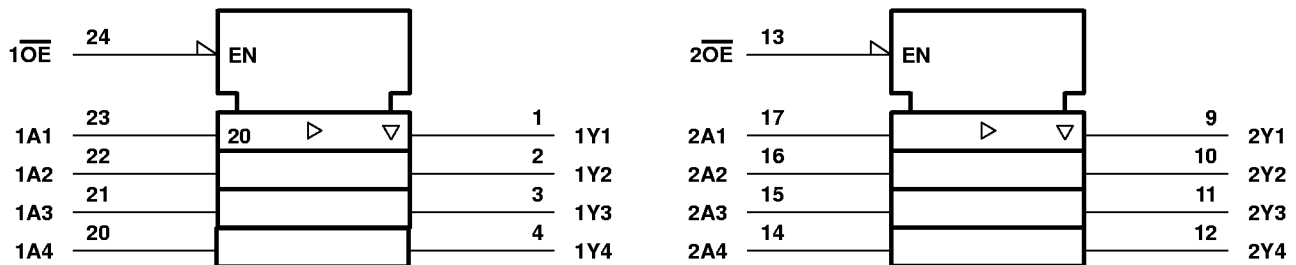 1OE 24 EN
1A1 23 20 1 1Y1
1A2 22 2 1Y2
1A3 21 3 1Y3
1A4 20 4 1Y4
2OE 13 EN
2A1 17 9 2Y1
2A2 16 10 2Y2
2A3 15 11 2Y3
2A4 14 12 2Y4